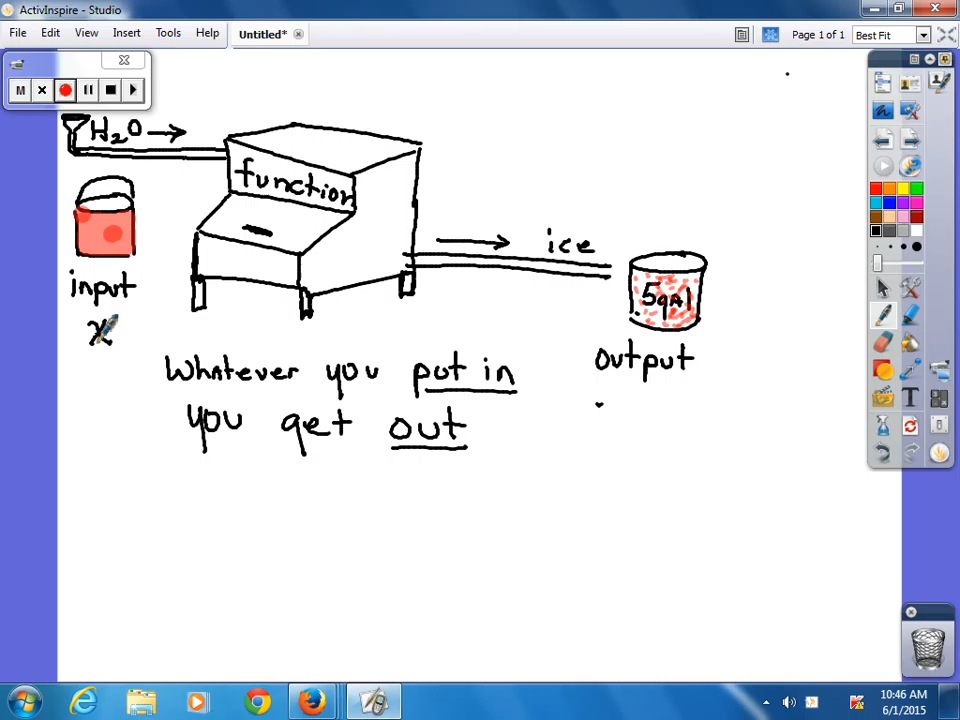 ActivInspire - Studio
File Edit View Insert Tools Help Untitled* Page 1 of 1 Best Fit
M
H₂O
function
ice
5gal
input
x
output
Whatever you put in
you get out
10:46 AM
6/1/2015